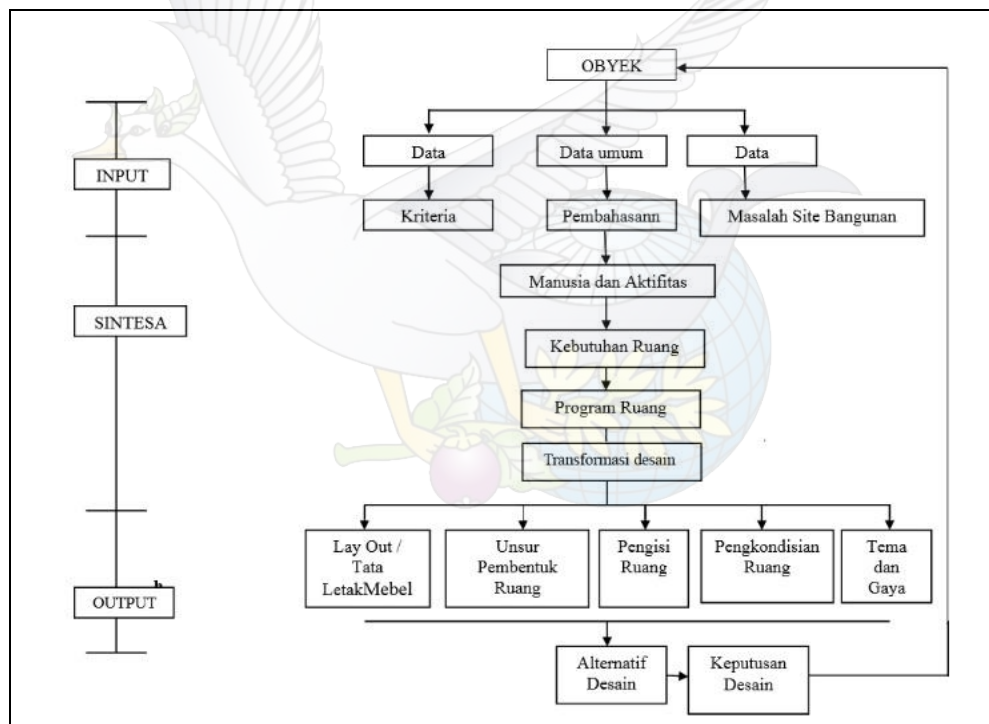 OBYEK
Data
Data umum
Data
INPUT
Kriteria
Pembahasann
Masalah Site Bangunan
Manusia dan Aktifitas
SINTESA
Kebutuhan Ruang
Program Ruang
Transformasi desain
Lay Out /
Tata
LetakMebel
Unsur
Pembentuk
Ruang
Pengisi
Ruang
Pengkondisian
Ruang
Tema
dan
Gaya
h
OUTPUT
Alternatif
Desain
Keputusan
Desain